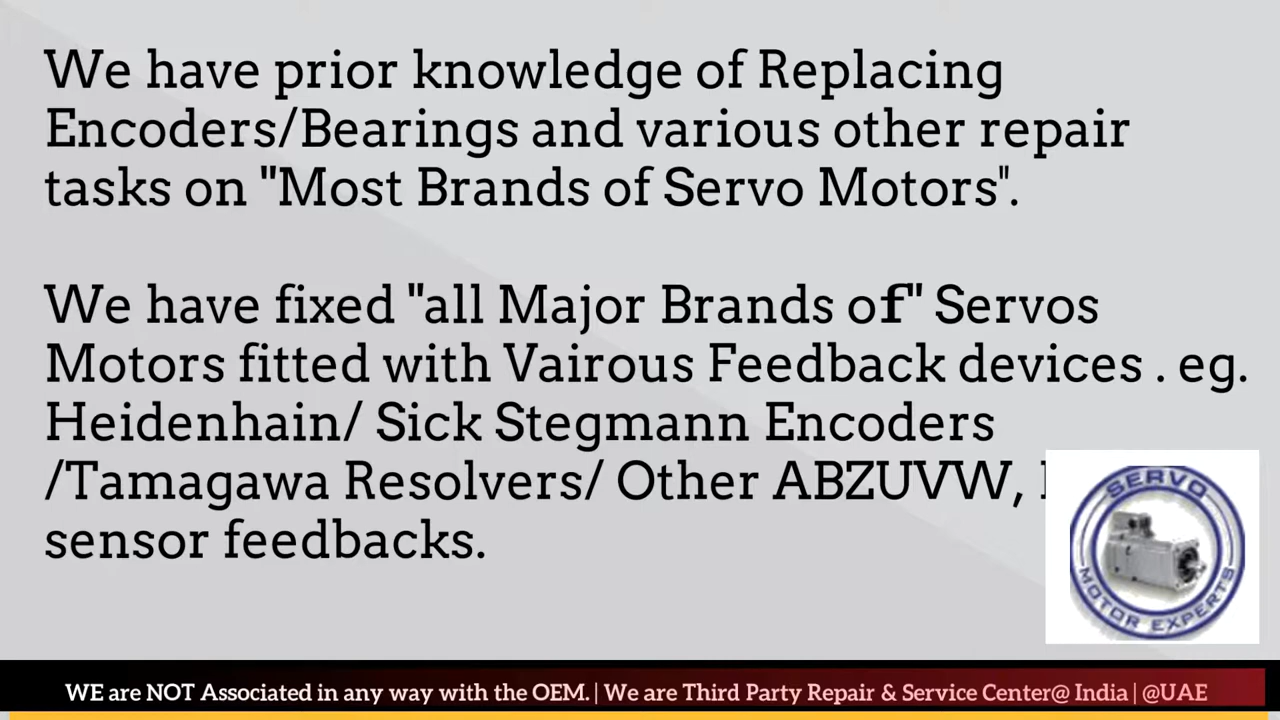 We have prior knowledge of Replacing
Encoders/Bearings and various other repair
tasks on "Most Brands of Servo Motors".
We have fixed "all Major Brands of" Servos
Motors fitted with Vairous Feedback devices . eg.
Heidenhain/ Sick Stegmann Encoders
/Tamagawa Resolvers/ Other ABZUVW,
sensor feedbacks.
SERVO
MOTOR EXPERTS
WE are NOT Associated in any way with the OEM. | We are Third Party Repair & Service Center@ India | @UAE